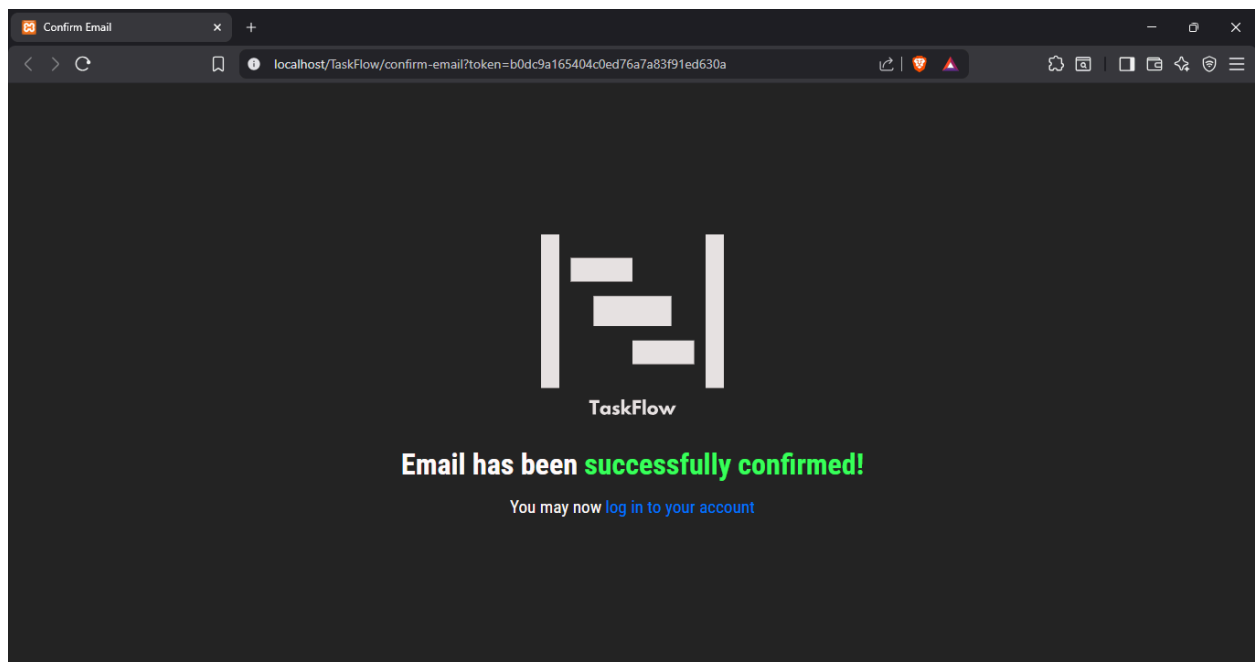 Confirm Email
localhost/TaskFlow/confirm-email?token=b0dc9a165404c0ed76a7a83f91ed630a
TaskFlow
Email has been successfully confirmed!
You may now log in to your account